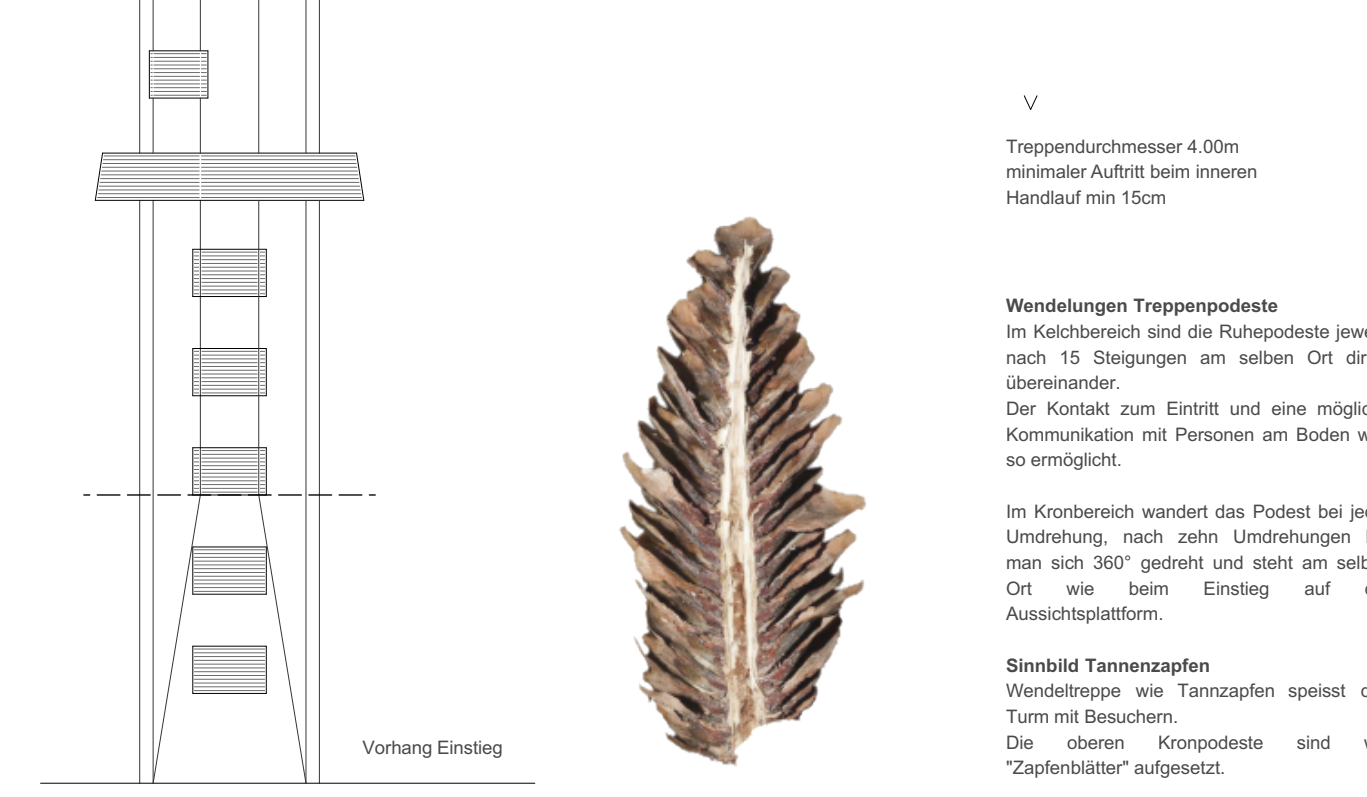 Treppendurchmesser 4.00m
minimaler Auftritt beim inneren
Handlauf min 15cm
Wendelungen Treppenpodeste
Im Kelchbereich sind die Ruhepodeste
nach 15 Steigungen am selben Ort
übereinander.
Der Kontakt zum Eintritt und eine
Kommunikation mit Personen am Boden
so ermöglicht.
Im Kronbereich wandert das Podest bei
Umdrehung, nach zehn Umdrehungen
man sich 360° gedreht und steht am
Ort wie beim Einstieg auf
Aussichtsplattform.
Sinnbild Tannenzapfen
Wendeltreppe wie Tannzapfen speisst
Turm mit Besuchern.
Die oberen Kronpodeste sind
"Zapfenblätter" aufgesetzt.
Vorhang Einstieg